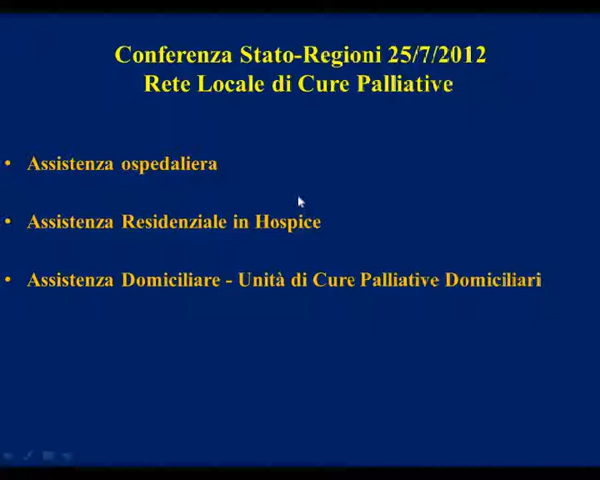 Conferenza Stato-Regioni 25/7/2012
Rete Locale di Cure Palliative
• Assistenza ospedaliera
• Assistenza Residenziale in Hospice
• Assistenza Domiciliare - Unità di Cure Palliative Domiciliari